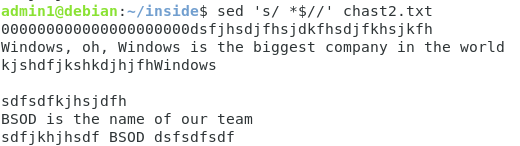 admin1@debian:~/inside$ sed 's/ *$//' chast2.txt
000000000000000000000dsfjhsdjfhsjdkfhsdjfkhsjkfh
Windows, oh, Windows is the biggest company in the world
kjshdfjkshkdjhjfhWindows

sdfsdfkjhsjdfh
BSOD is the name of our team
sdfjkhjhsdf BSOD dsfsdfsdf